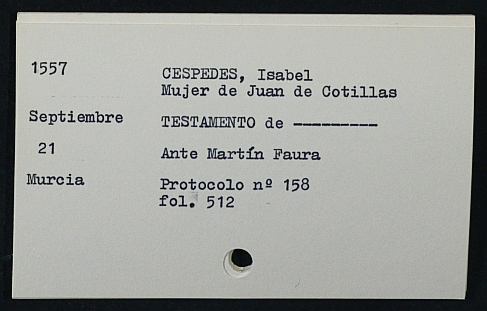 1557
CESPEDES, Isabel
Mujer de Juan de Cotillas
Septiembre
TESTAMENTO de ---------
21
Ante Martín Faura
Murcia
Protocolo nº 158
fol. 512